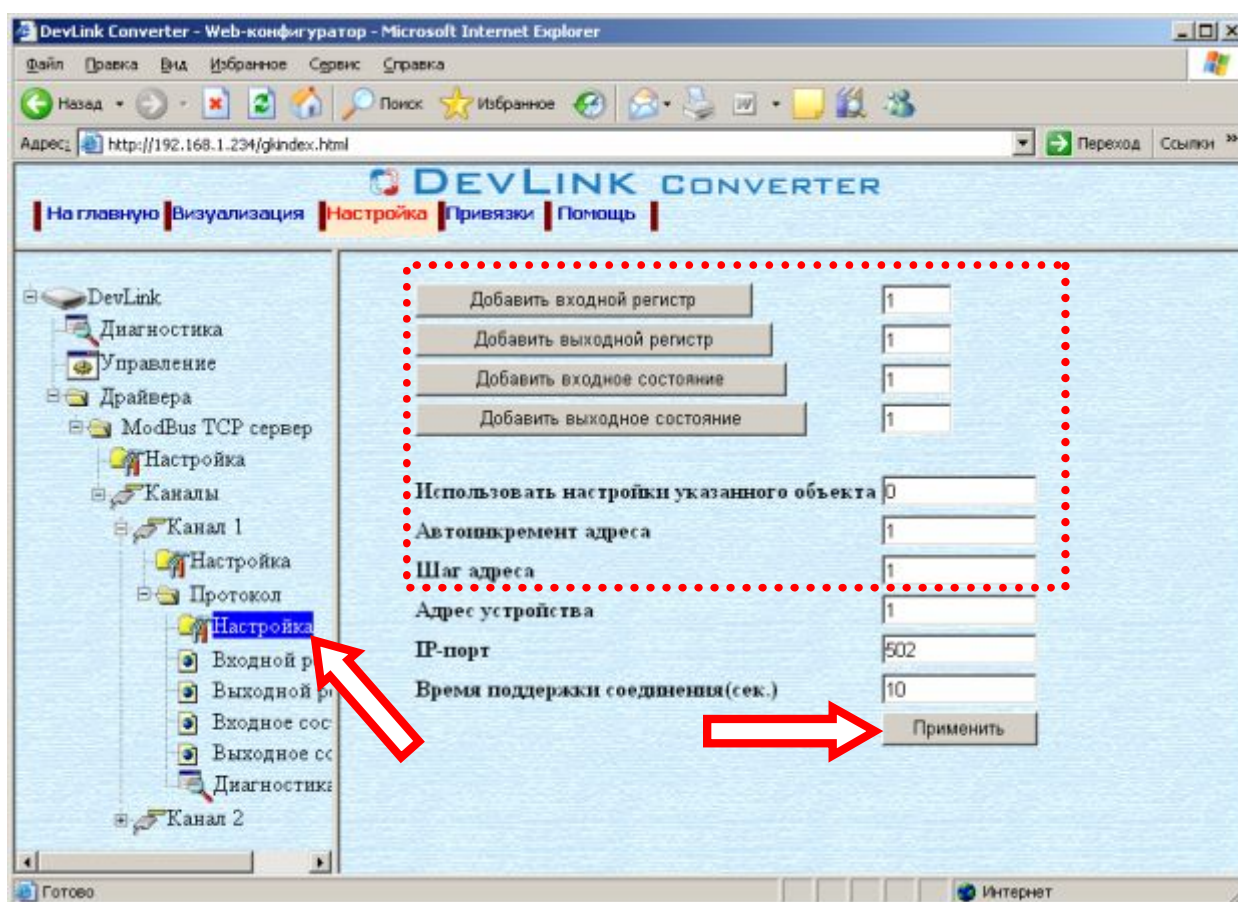 DevLink Converter - Web-конфигуратор - Microsoft Internet Explorer
Файл Правка Вид Избранное Сервис Справка
Назад Поиск Избранное
Адрес: http://192.168.1.234/gkindex.html Переход Ссылки »
DEVLINK CONVERTER
На главную Визуализация Настройка Привязки Помощь
DevLink
Диагностика
Управление
Драйвера
ModBus TCP сервер
Настройка
Каналы
Канал 1
Настройка
Протокол
Настройка
Входной р
Выходной р
Входное сос
Выходное сс
Диагностика
Канал 2
Добавить входной регистр 1
Добавить выходной регистр 1
Добавить входное состояние 1
Добавить выходное состояние 1
Использовать настройки указанного объекта 0
Автоинкремент адреса 1
Шаг адреса 1
Адрес устройства 1
IP-порт 502
Время поддержки соединения(сек.) 10
Применить
Готово Интернет